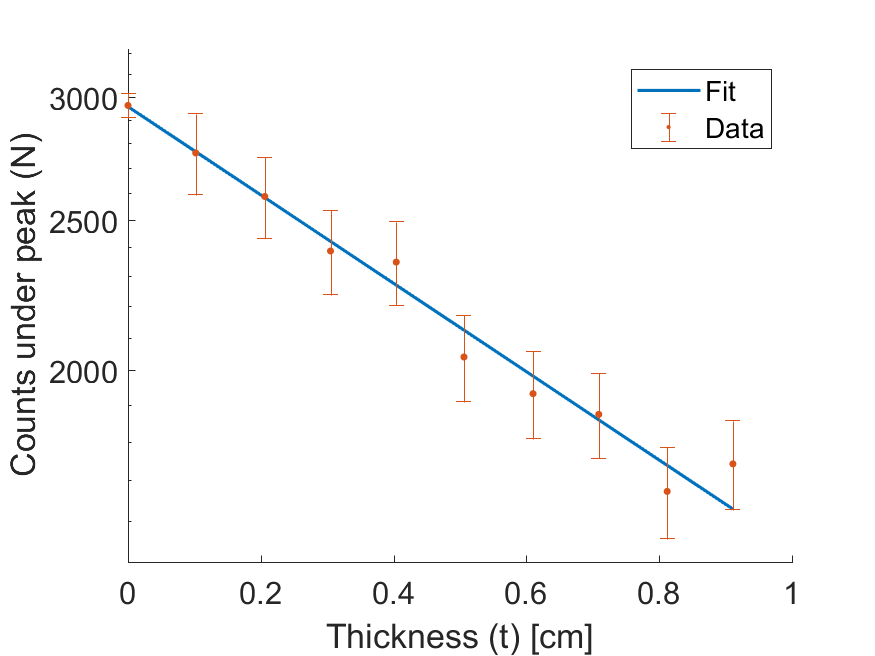 Fit
Data
3000
2500
2000
Counts under peak (N)
0
0.2
0.4
0.6
0.8
1
Thickness (t) [cm]